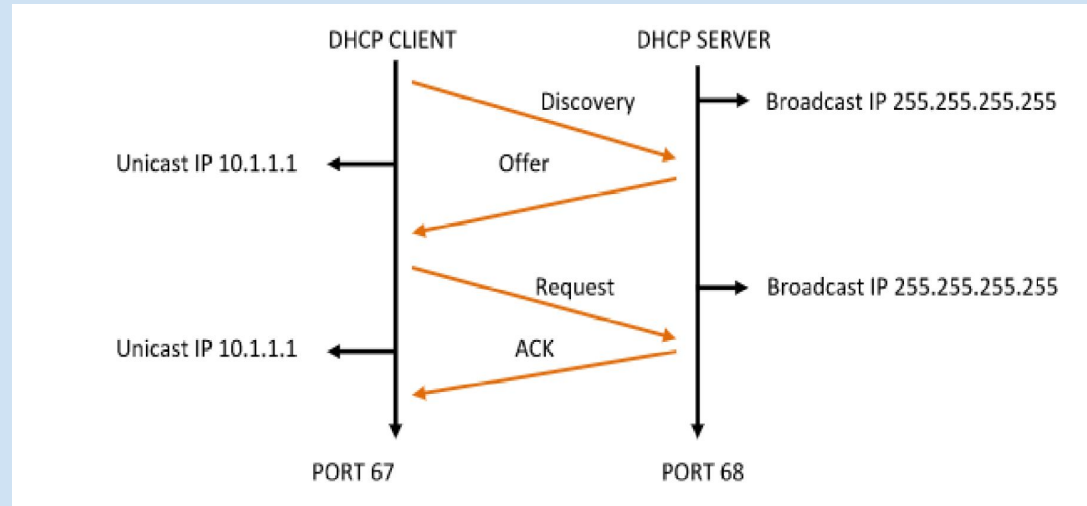 DHCP CLIENT
DHCP SERVER
Discovery
Broadcast IP 255.255.255.255
Unicast IP 10.1.1.1
Offer
Request
Broadcast IP 255.255.255.255
Unicast IP 10.1.1.1
ACK
PORT 67
PORT 68